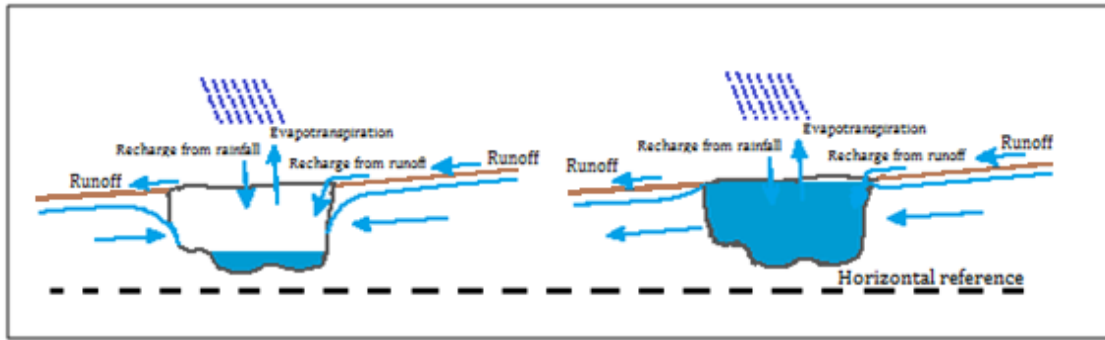 Evapotranspiration
Recharge from rainfall
Runoff
Recharge from runoff
Runoff
Evapotranspiration
Recharge from rainfall
Runoff
Recharge from runoff
Runoff
Horizontal reference